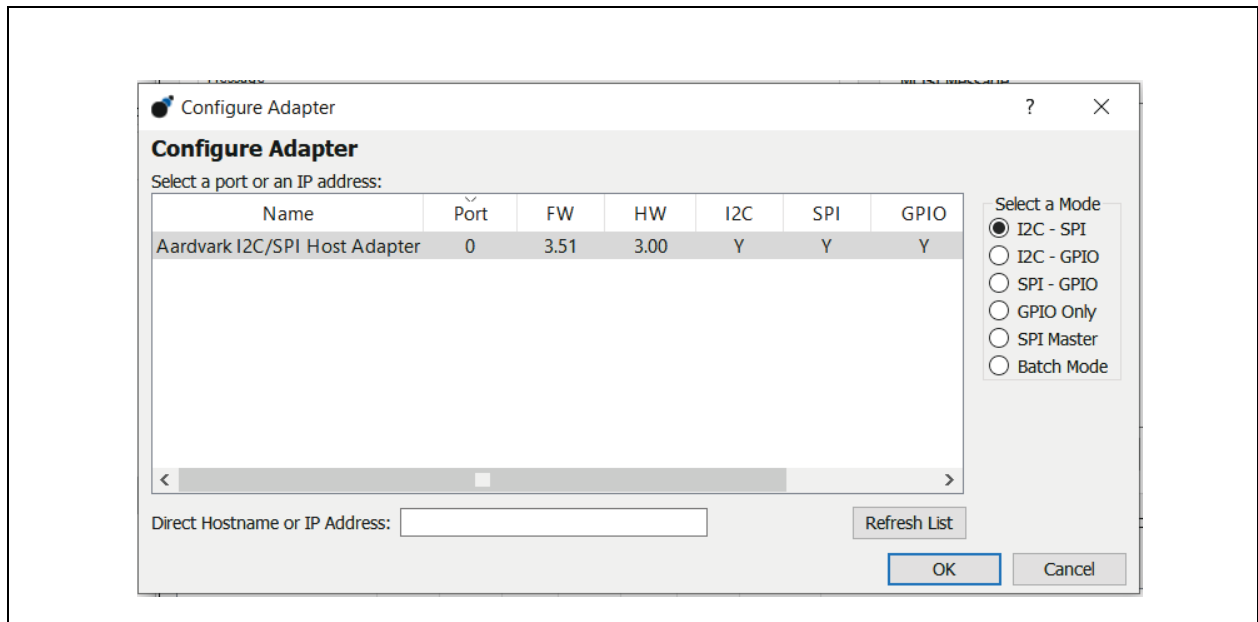 Configure Adapter ?
Configure Adapter
Select a port or an IP address:
Name Port FW HW I2C SPI GPIO
Aardvark I2C/SPI Host Adapter 0 3.51 3.00 Y Y Y
Select a Mode
I2C - SPI
I2C - GPIO
SPI - GPIO
GPIO Only
SPI Master
Batch Mode
Direct Hostname or IP Address: Refresh List
OK Cancel